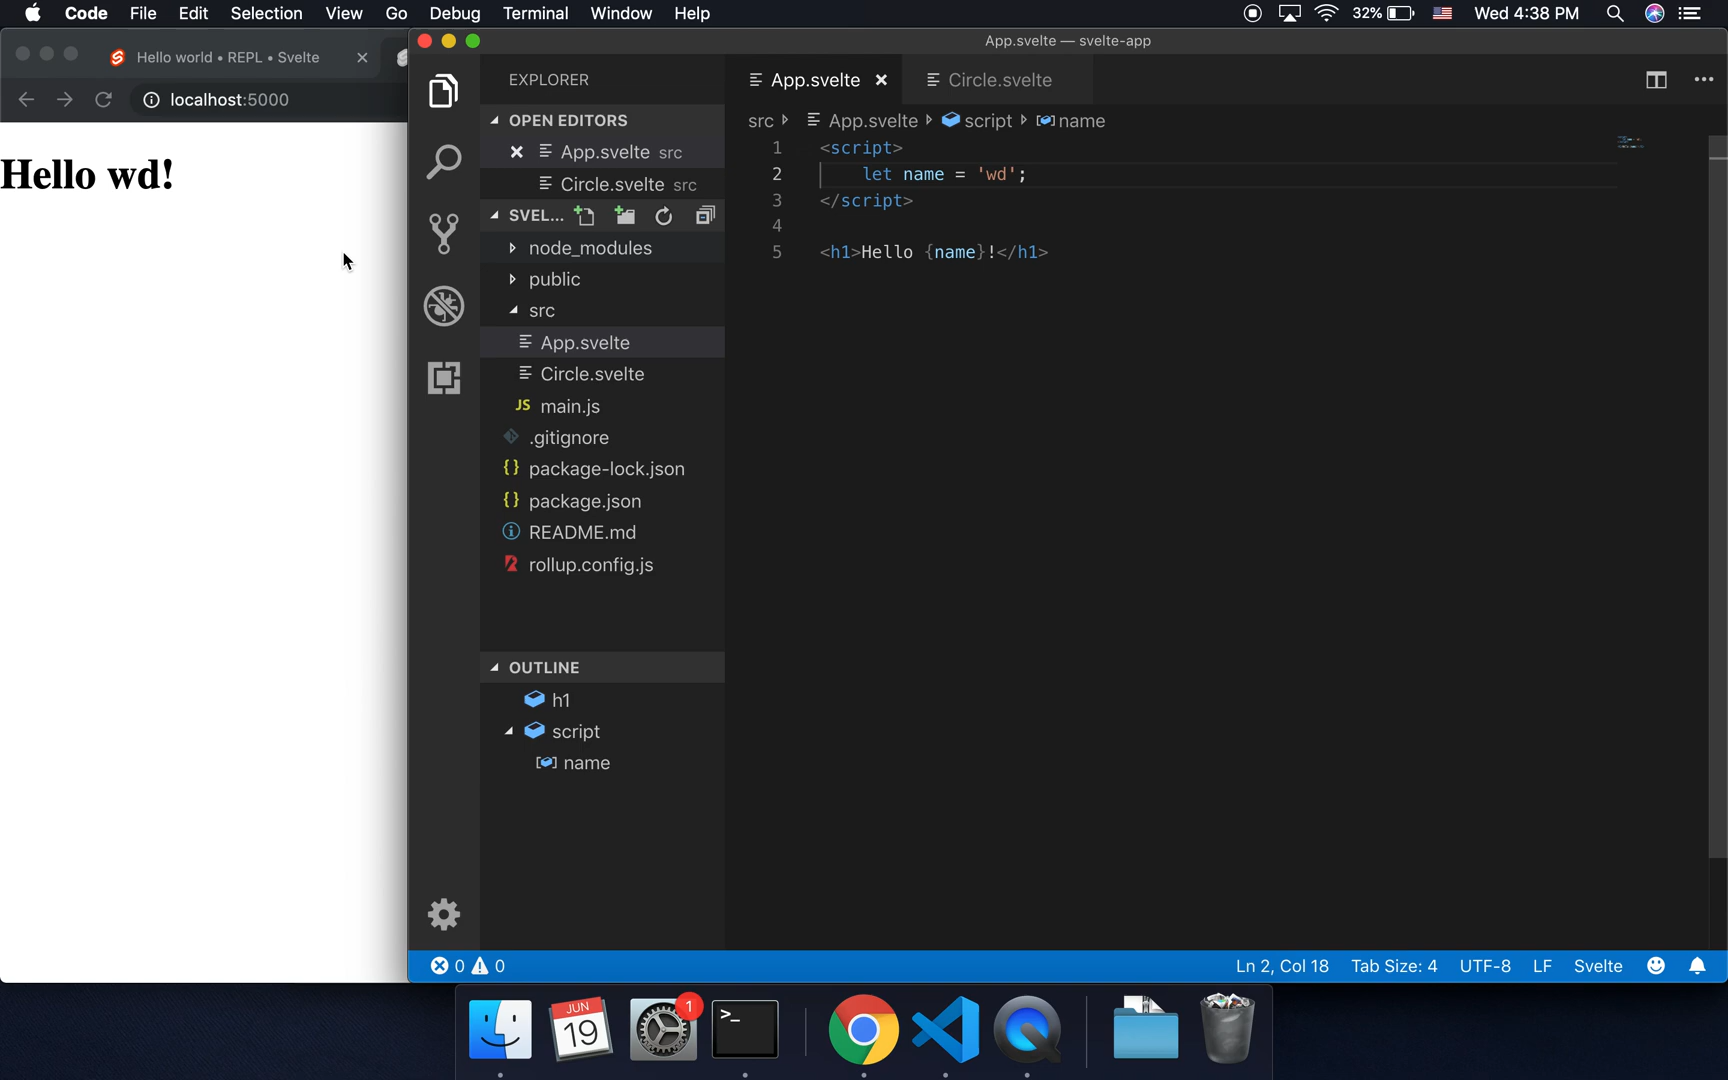 Code File Edit Selection View Go Debug Terminal Window Help 32% Wed 4:38 PM
Hello world • REPL • Svelte
localhost:5000
Hello wd!
App.svelte — svelte-app
EXPLORER
OPEN EDITORS
App.svelte src
Circle.svelte src
SVEL...
node_modules
public
src
App.svelte
Circle.svelte
JS main.js
.gitignore
{} package-lock.json
{} package.json
README.md
rollup.config.js
OUTLINE
h1
script
name
App.svelte Circle.svelte
src App.svelte script name
1 <script>
2 let name = 'wd';
3 </script>
4
5 <h1>Hello {name}!</h1>
0 0 Ln 2, Col 18 Tab Size: 4 UTF-8 LF Svelte
JUN
19
1
>_